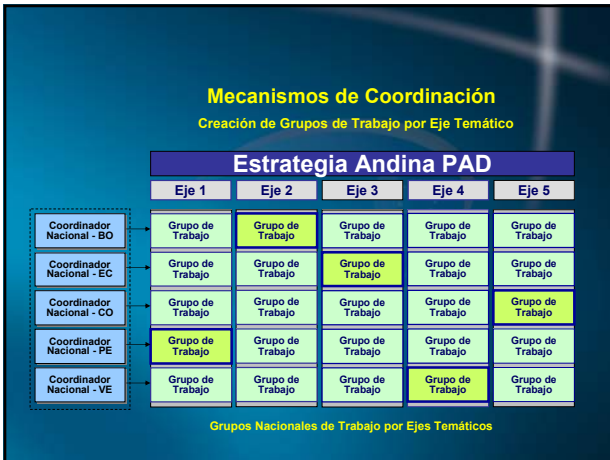 Mecanismos de Coordinación
Creación de Grupos de Trabajo por Eje Temático
Estrategia Andina PAD
Eje 1 Eje 2 Eje 3 Eje 4 Eje 5
Coordinador Nacional - BO Grupo de Trabajo Grupo de Trabajo Grupo de Trabajo Grupo de Trabajo Grupo de Trabajo
Coordinador Nacional - EC Grupo de Trabajo Grupo de Trabajo Grupo de Trabajo Grupo de Trabajo Grupo de Trabajo
Coordinador Nacional - CO Grupo de Trabajo Grupo de Trabajo Grupo de Trabajo Grupo de Trabajo Grupo de Trabajo
Coordinador Nacional - PE Grupo de Trabajo Grupo de Trabajo Grupo de Trabajo Grupo de Trabajo Grupo de Trabajo
Coordinador Nacional - VE Grupo de Trabajo Grupo de Trabajo Grupo de Trabajo Grupo de Trabajo Grupo de Trabajo
Grupos Nacionales de Trabajo por Ejes Temáticos